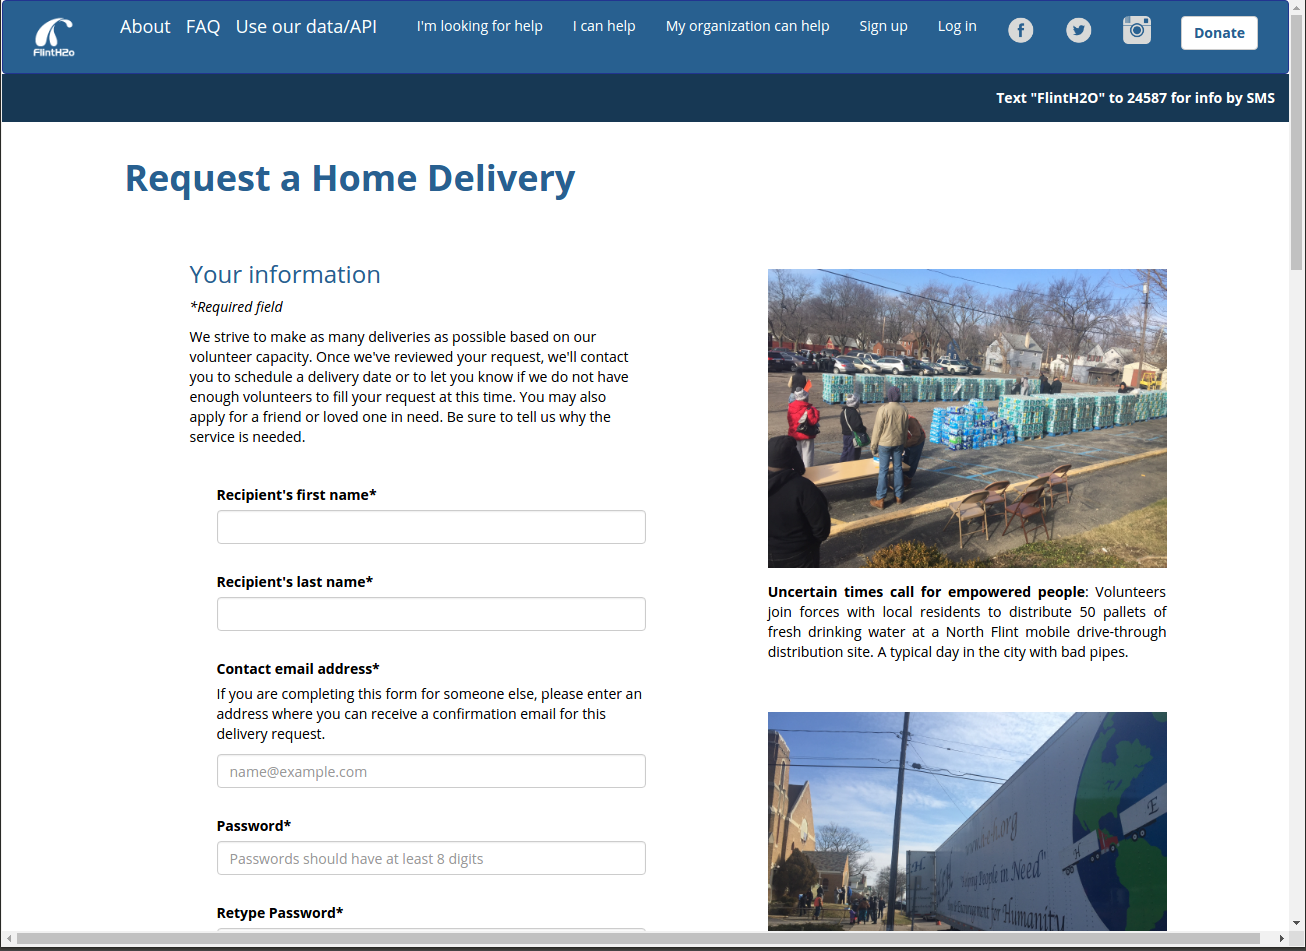 FlintH2o
About FAQ Use our data/API I'm looking for help I can help My organization can help Sign up Log in Donate
Text "FlintH2O" to 24587 for info by SMS
Request a Home Delivery
Your information
*Required field
We strive to make as many deliveries as possible based on our
volunteer capacity. Once we've reviewed your request, we'll contact
you to schedule a delivery date or to let you know if we do not have
enough volunteers to fill your request at this time. You may also
apply for a friend or loved one in need. Be sure to tell us why the
service is needed.
Recipient's first name*
Recipient's last name*
Contact email address*
If you are completing this form for someone else, please enter an
address where you can receive a confirmation email for this
delivery request.
name@example.com
Password*
Passwords should have at least 8 digits
Retype Password*
Uncertain times call for empowered people: Volunteers
join forces with local residents to distribute 50 pallets of
fresh drinking water at a North Flint mobile drive-through
distribution site. A typical day in the city with bad pipes.
People in Need"
Encouragement for Humanity